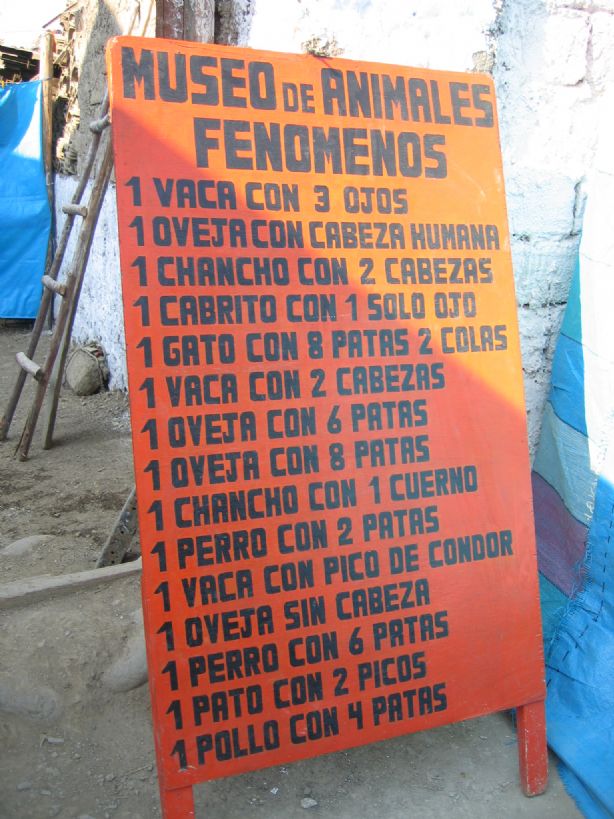 MUSEO DE ANIMALES
FENOMENOS
1 VACA CON 3 OJOS
1 OVEJA CON CABEZA HUMANA
1 CHANCHO CON 2 CABEZAS
1 CABRITO CON 1 SOLO OJO
1 GATO CON 8 PATAS 2 COLAS
1 VACA CON 2 CABEZAS
1 OVEJA CON 6 PATAS
1 OVEJA CON 8 PATAS
1 CHANCHO CON 1 CUERNO
1 PERRO CON 2 PATAS
1 VACA CON PICO DE CONDOR
1 OVEJA SIN CABEZA
1 PERRO CON 6 PATAS
1 PATO CON 2 PICOS
1 POLLO CON 4 PATAS